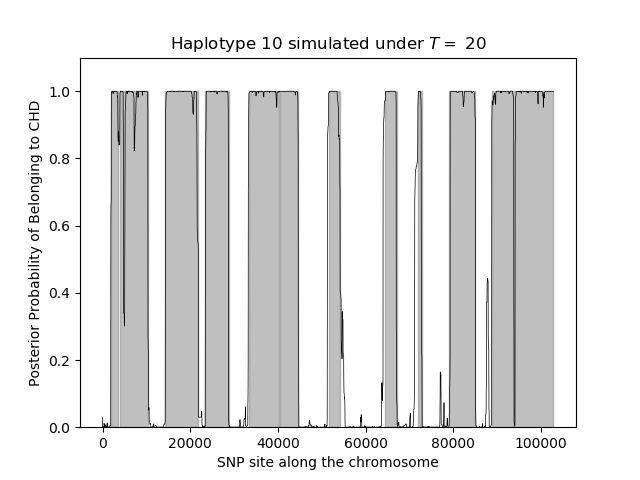 Haplotype 10 simulated under T = 20
Posterior Probability of Belonging to CHD
1.0
0.8
0.6
0.4
0.2
0.0
0 20000 40000 60000 80000 100000
SNP site along the chromosome